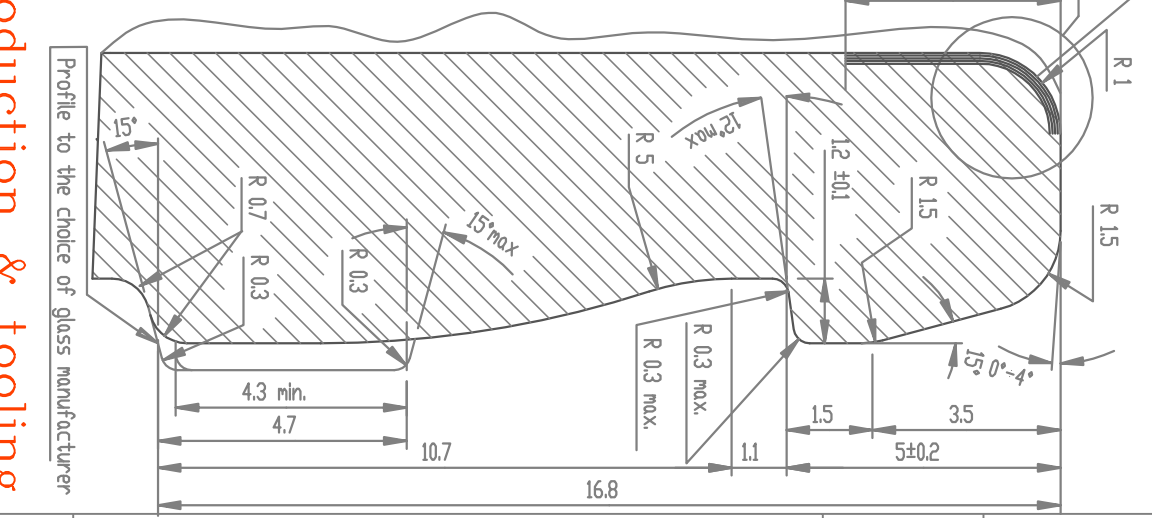 oduction & tooling
Profile to the choice of glass manufacturer
15°
R 0.7
R 0.3
R 0.3
15°max
R 5
12°max
1.2 ±0.1
R 1.5
R 1
R 1.5
15°
0°-4°
R 0.3 max.
R 0.3 max.
4.3 min.
4.7
10.7
1.1
1.5
3.5
5±0.2
16.8